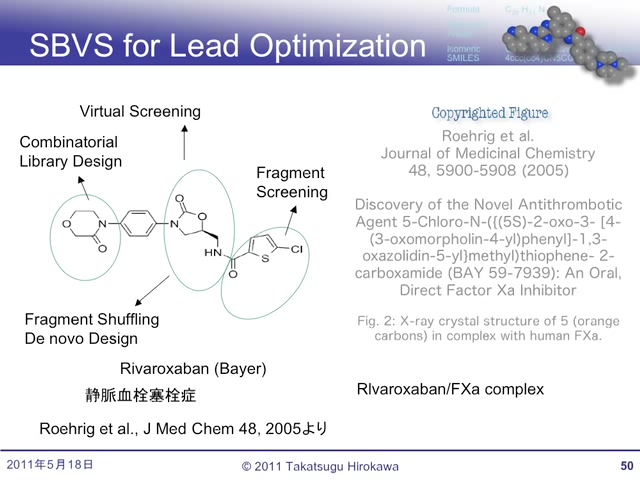 SBVS for Lead Optimization
Formula
Isomeric
SMILES
Virtual Screening
Combinatorial
Library Design
Fragment
Screening
O
N
O
O
O
N
HN
O
S
Cl
Fragment Shuffling
De novo Design
Rivaroxaban (Bayer)
静脈血栓塞栓症
Roehrig et al., J Med Chem 48, 2005より
Copyrighted Figure
Roehrig et al.
Journal of Medicinal Chemistry
48, 5900-5908 (2005)
Discovery of the Novel Antithrombotic
Agent 5-Chloro-N-({(5S)-2-oxo-3- [4-
(3-oxomorpholin-4-yl)phenyl]-1,3-
oxazolidin-5-yl}methyl)thiophene- 2-
carboxamide (BAY 59-7939): An Oral,
Direct Factor Xa Inhibitor
Fig. 2: X-ray crystal structure of 5 (orange
carbons) in complex with human FXa.
RIvaroxaban/FXa complex
2011年5月18日
© 2011 Takatsugu Hirokawa
50